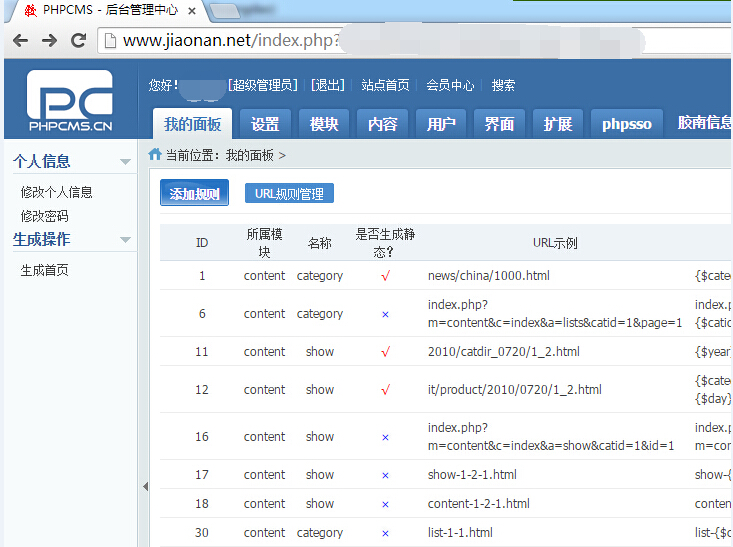 PHPCMS - 后台管理中心
www.jiaonan.net/index.php?
PC
PHPCMS.CN
您好! [超级管理员] [退出] 站点首页 会员中心 搜索
我的面板 设置 模块 内容 用户 界面 扩展 phpsso 胶南信息
个人信息
修改个人信息
修改密码
生成操作
生成首页
当前位置：我的面板 >
添加规则 URL规则管理
ID 所属模块 名称 是否生成静态? URL示例
1 content category √ news/china/1000.html {$cate
6 content category × index.php? index.p
m=content&c=index&a=lists&catid=1&page=1 {$catid
11 content show √ 2010/catdir_0720/1_2.html {$year}
12 content show √ it/product/2010/0720/1_2.html {$cate
{$day}
16 content show × index.php? index.p
m=content&c=index&a=show&catid=1&id=1 m=con
17 content show × show-1-2-1.html show-{
18 content show × content-1-2-1.html conten
30 content category × list-1-1.html list-{$c